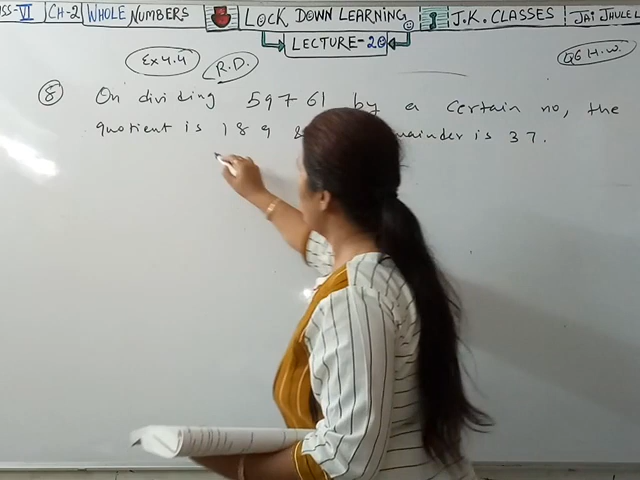 SS-VI CH-2 WHOLE NUMBERS LOCK DOWN LEARNING J.K. CLASSES JAI JHULE
LECTURE-20
Ex 4.4 R.D. Q6 H.W.
8 On dividing 59761 by a certain no, the
quotient is 189 & mainder is 37.